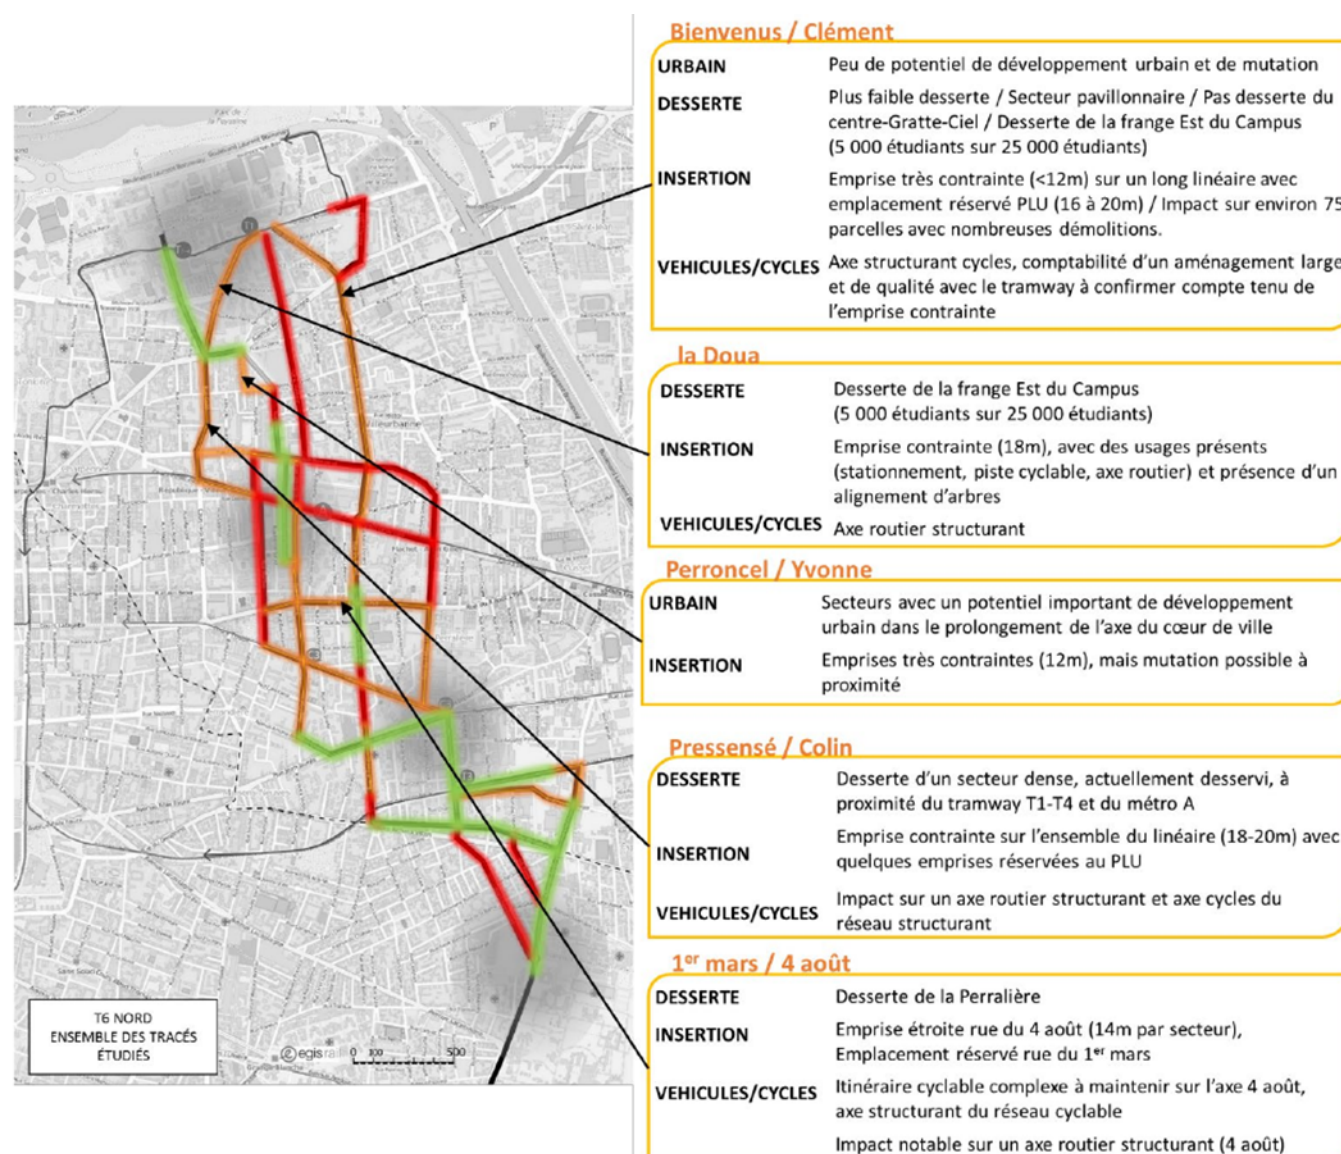 Bienvenus / Clément
URBAIN Peu de potentiel de développement urbain et de mutation
DESSERTE Plus faible desserte / Secteur pavillonnaire / Pas desserte du
centre-Gratte-Ciel / Desserte de la frange Est du Campus
(5 000 étudiants sur 25 000 étudiants)
INSERTION Emprise très contrainte (<12m) sur un long linéaire avec
emplacement réservé PLU (16 à 20m) / Impact sur environ 75
parcelles avec nombreuses démolitions.
VEHICULES/CYCLES Axe structurant cycles, comptabilité d'un aménagement large
et de qualité avec le tramway à confirmer compte tenu de
l'emprise contrainte
la Doua
DESSERTE Desserte de la frange Est du Campus
(5 000 étudiants sur 25 000 étudiants)
INSERTION Emprise contrainte (18m), avec des usages présents
(stationnement, piste cyclable, axe routier) et présence d'un
alignement d'arbres
VEHICULES/CYCLES Axe routier structurant
Perroncel / Yvonne
URBAIN Secteurs avec un potentiel important de développement
urbain dans le prolongement de l'axe du cœur de ville
INSERTION Emprises très contraintes (12m), mais mutation possible à
proximité
Pressensé / Colin
DESSERTE Desserte d'un secteur dense, actuellement desservi, à
proximité du tramway T1-T4 et du métro A
INSERTION Emprise contrainte sur l'ensemble du linéaire (18-20m) avec
quelques emprises réservées au PLU
VEHICULES/CYCLES Impact sur un axe routier structurant et axe cycles du
réseau structurant
1er mars / 4 août
DESSERTE Desserte de la Perralière
INSERTION Emprise étroite rue du 4 août (14m par secteur),
Emplacement réservé rue du 1er mars
VEHICULES/CYCLES Itinéraire cyclable complexe à maintenir sur l'axe 4 août,
axe structurant du réseau cyclable
Impact notable sur un axe routier structurant (4 août)
T6 NORD
ENSEMBLE DES TRACÉS
ÉTUDIÉS
egis rail 0 100 500